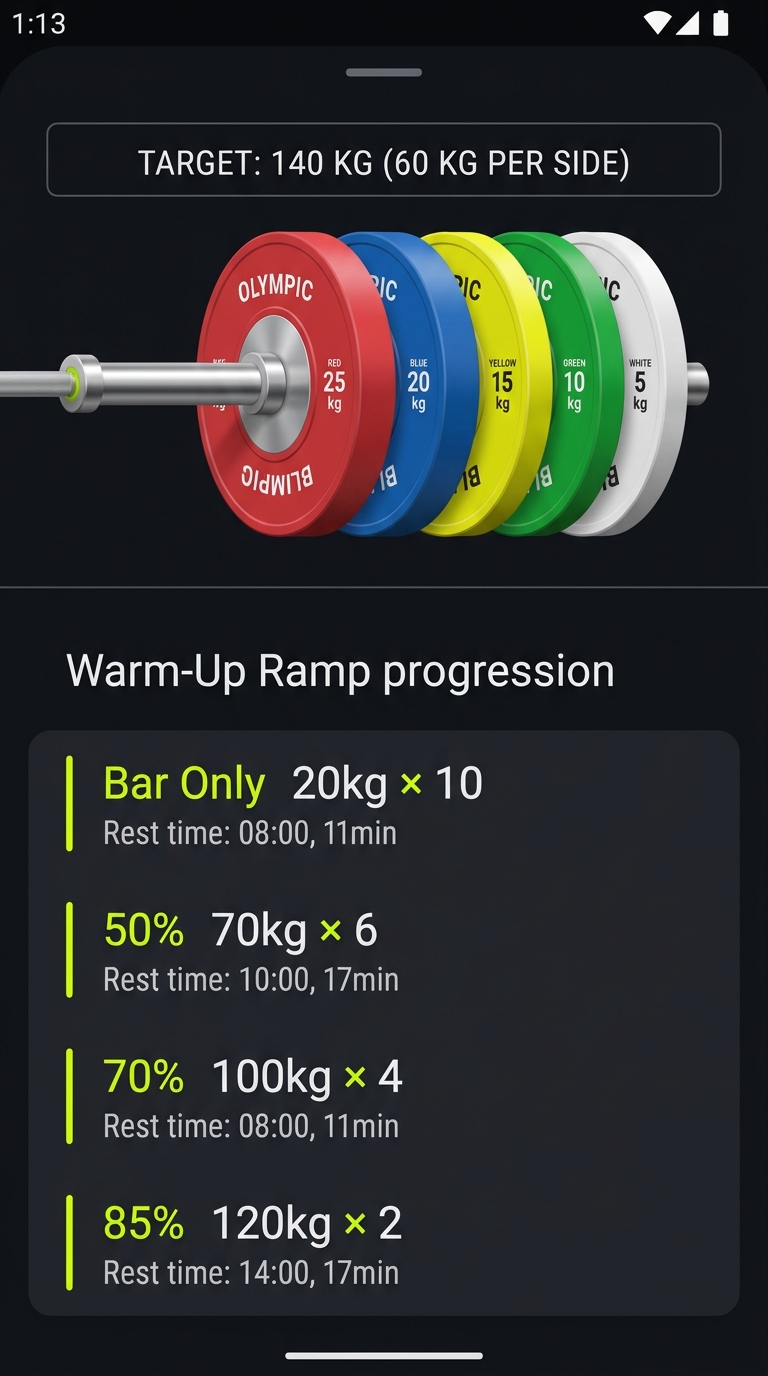 1:13
TARGET: 140 KG (60 KG PER SIDE)
OLYMPIC
RED
25
kg
BLIMPIC
BLUE
20
kg
YELLOW
15
kg
GREEN
10
kg
WHITE
5
kg
Warm-Up Ramp progression
Bar Only 20kg × 10
Rest time: 08:00, 11min
50% 70kg × 6
Rest time: 10:00, 17min
70% 100kg × 4
Rest time: 08:00, 11min
85% 120kg × 2
Rest time: 14:00, 17min